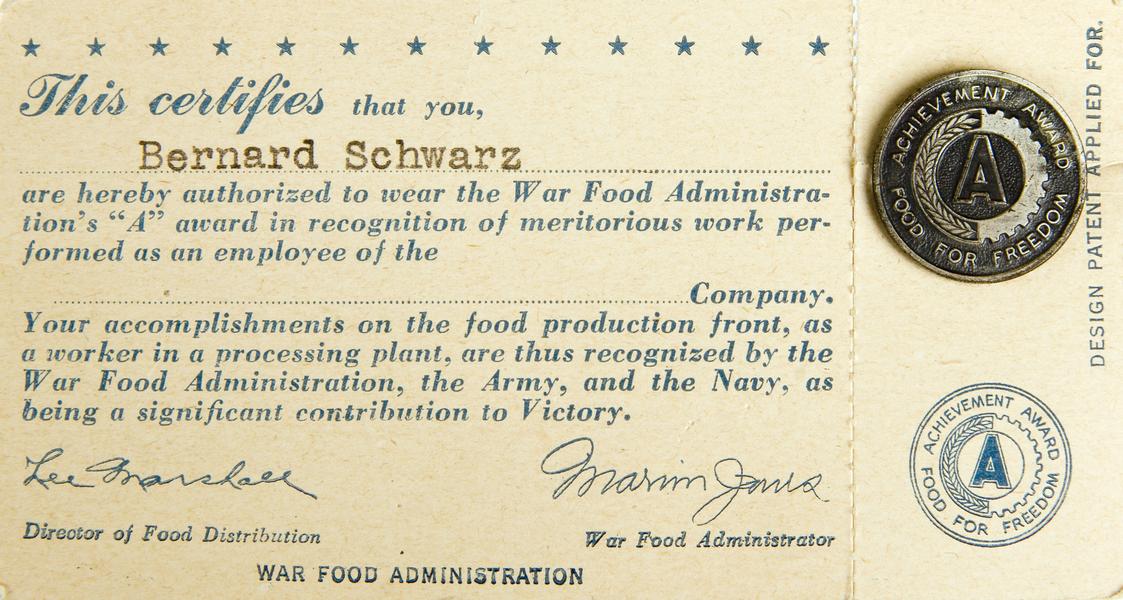 This certifies that you,
Bernard Schwarz
are hereby authorized to wear the War Food Administra-
tion's "A" award in recognition of meritorious work per-
formed as an employee of the
Company.
Your accomplishments on the food production front, as
a worker in a processing plant, are thus recognized by the
War Food Administration, the Army, and the Navy, as
being a significant contribution to Victory.
Lee Marshall
Marvin Jones
Director of Food Distribution
War Food Administrator
WAR FOOD ADMINISTRATION
ACHIEVEMENT AWARD
A
FOOD FOR FREEDOM
DESIGN PATENT APPLIED FOR.
ACHIEVEMENT AWARD
A
FOOD FOR FREEDOM